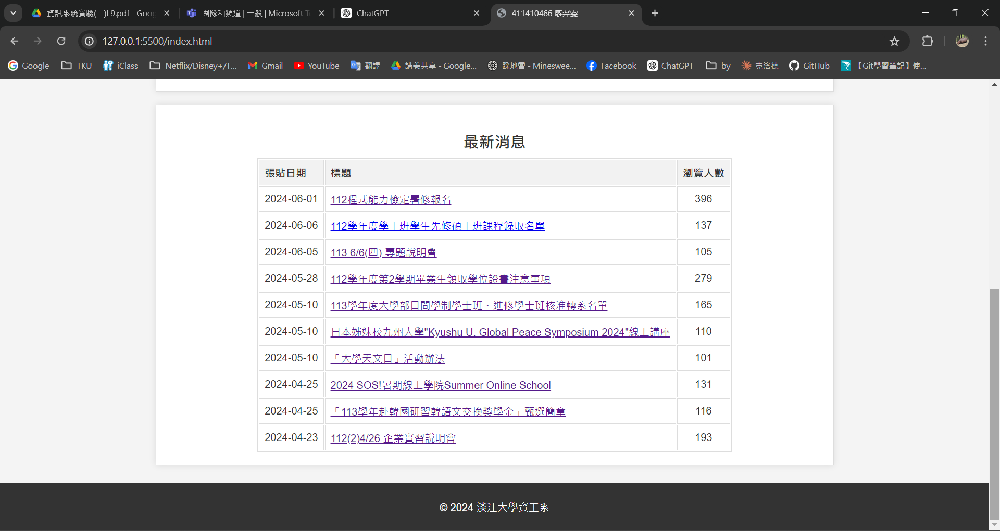 資訊系統實驗(二)L9.pdf - Goog
團隊和頻道 | 一般 | Microsoft Te
ChatGPT
411410466 廖羿雯
127.0.0.1:5500/index.html
Google
TKU
iClass
Netflix/Disney+/T...
Gmail
YouTube
翻譯
講義共享 - Google...
踩地雷 - Mineswee...
Facebook
ChatGPT
by
克洛德
GitHub
【Git學習筆記】使...
最新消息
張貼日期 標題 瀏覽人數
2024-06-01 112程式能力檢定暑修報名 396
2024-06-06 112學年度學士班學生先修碩士班課程錄取名單 137
2024-06-05 113 6/6(四) 專題說明會 105
2024-05-28 112學年度第2學期畢業生領取學位證書注意事項 279
2024-05-10 113學年度大學部日間學制學士班、進修學士班核准轉系名單 165
2024-05-10 日本姊妹校九州大學"Kyushu U. Global Peace Symposium 2024"線上講座 110
2024-05-10 「大學天文日」活動辦法 101
2024-04-25 2024 SOS!暑期線上學院Summer Online School 131
2024-04-25 「113學年赴韓國研習韓語文交換獎學金」甄選簡章 116
2024-04-23 112(2)4/26 企業實習說明會 193
© 2024 淡江大學資工系